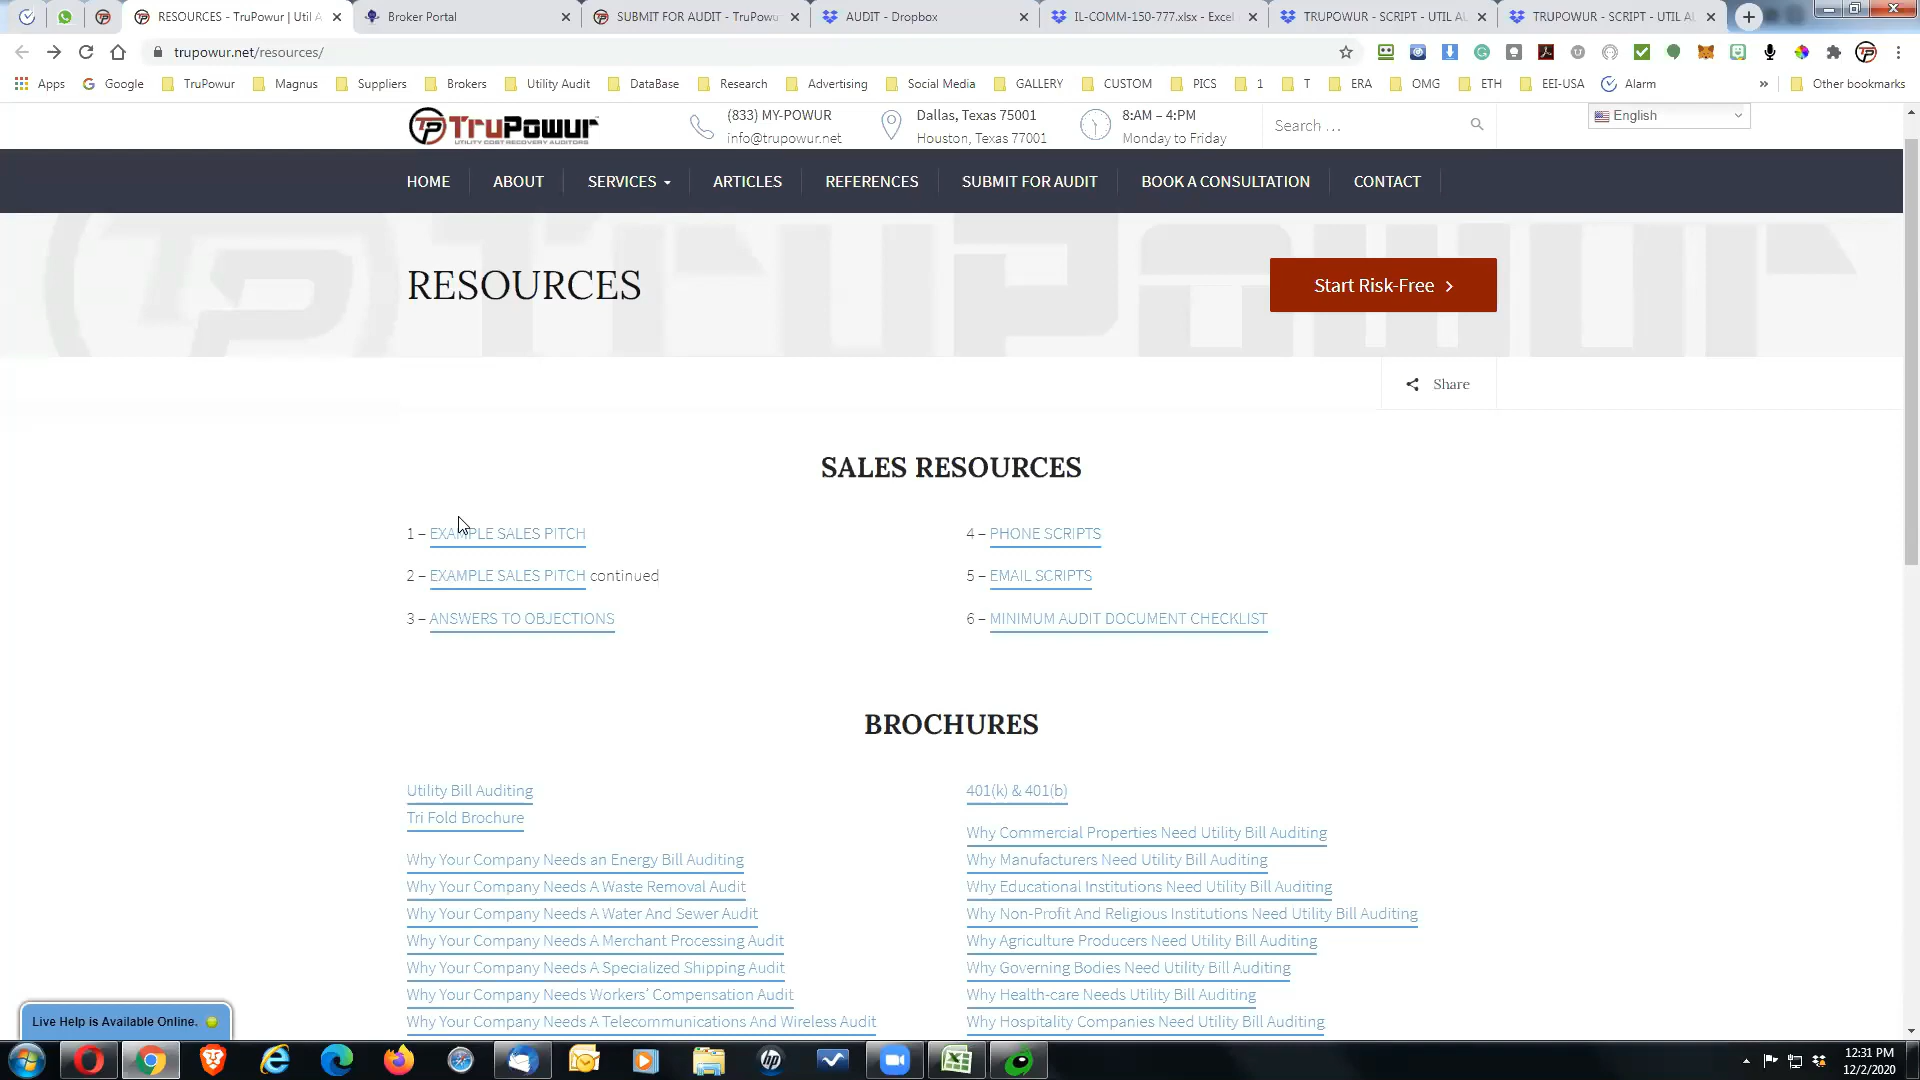 RESOURCES - TruPowur | Util A
Broker Portal
SUBMIT FOR AUDIT - TruPowu
AUDIT - Dropbox
IL-COMM-150-777.xlsx - Excel
TRUPOWUR - SCRIPT - UTIL AU
TRUPOWUR - SCRIPT - UTIL AU
trupowur.net/resources/
Apps
Google
TruPowur
Magnus
Suppliers
Brokers
Utility Audit
DataBase
Research
Advertising
Social Media
GALLERY
CUSTOM
PICS
1
T
ERA
OMG
ETH
EEI-USA
Alarm
»
Other bookmarks
TruPowur
UTILITY COST RECOVERY AUDITORS
(833) MY-POWUR
info@trupowur.net
Dallas, Texas 75001
Houston, Texas 77001
8:AM – 4:PM
Monday to Friday
Search …
English
HOME
ABOUT
SERVICES
ARTICLES
REFERENCES
SUBMIT FOR AUDIT
BOOK A CONSULTATION
CONTACT
RESOURCES
Start Risk-Free
Share
SALES RESOURCES
1 – EXAMPLE SALES PITCH
2 – EXAMPLE SALES PITCH continued
3 – ANSWERS TO OBJECTIONS
4 – PHONE SCRIPTS
5 – EMAIL SCRIPTS
6 – MINIMUM AUDIT DOCUMENT CHECKLIST
BROCHURES
Utility Bill Auditing
Tri Fold Brochure
Why Your Company Needs an Energy Bill Auditing
Why Your Company Needs A Waste Removal Audit
Why Your Company Needs A Water And Sewer Audit
Why Your Company Needs A Merchant Processing Audit
Why Your Company Needs A Specialized Shipping Audit
Why Your Company Needs Workers’ Compensation Audit
Why Your Company Needs A Telecommunications And Wireless Audit
401(k) & 401(b)
Why Commercial Properties Need Utility Bill Auditing
Why Manufacturers Need Utility Bill Auditing
Why Educational Institutions Need Utility Bill Auditing
Why Non-Profit And Religious Institutions Need Utility Bill Auditing
Why Agriculture Producers Need Utility Bill Auditing
Why Governing Bodies Need Utility Bill Auditing
Why Health-care Needs Utility Bill Auditing
Why Hospitality Companies Need Utility Bill Auditing
Live Help is Available Online.
12:31 PM
12/2/2020